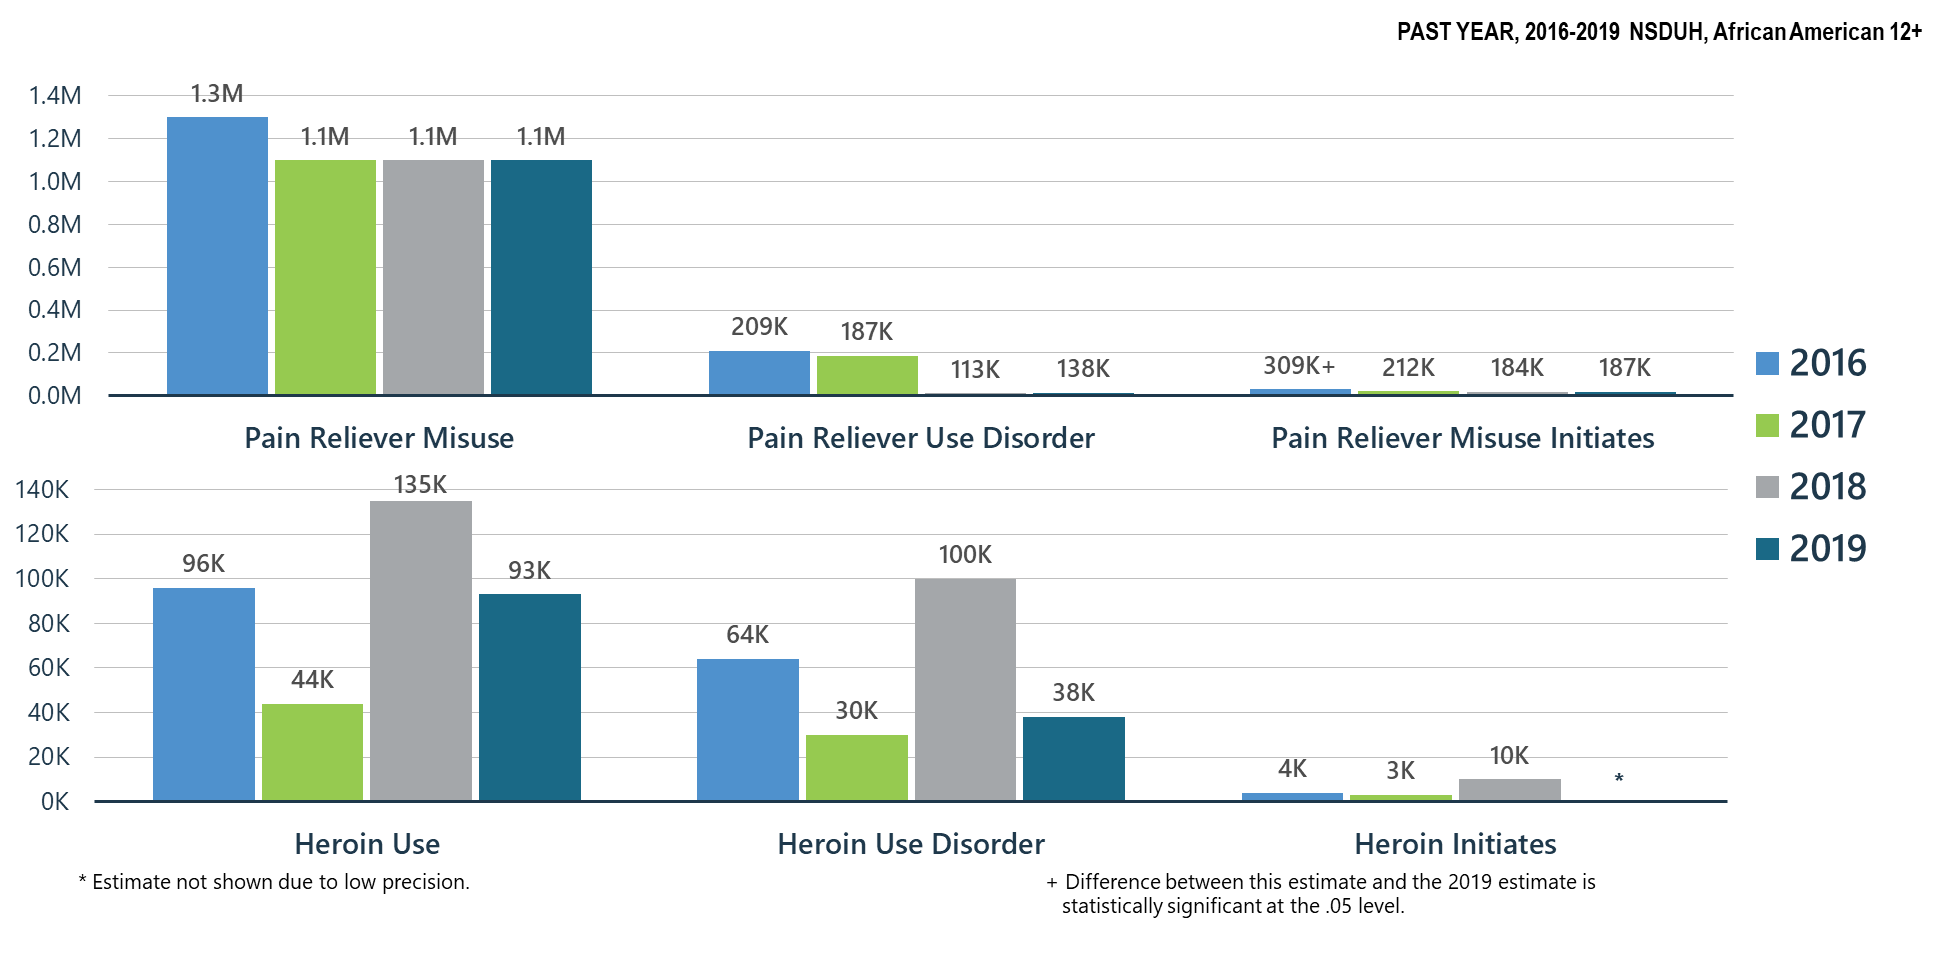 PAST YEAR, 2016-2019 NSDUH, African American 12+
1.4M
1.2M
1.0M
0.8M
0.6M
0.4M
0.2M
0.0M
1.3M
1.1M
1.1M
1.1M
209K
187K
113K
138K
309K+
212K
184K
187K
Pain Reliever Misuse
Pain Reliever Use Disorder
Pain Reliever Misuse Initiates
2016
2017
2018
2019
140K
120K
100K
80K
60K
40K
20K
0K
96K
44K
135K
93K
64K
30K
100K
38K
4K
3K
10K
*
Heroin Use
Heroin Use Disorder
Heroin Initiates
* Estimate not shown due to low precision.
+ Difference between this estimate and the 2019 estimate is
statistically significant at the .05 level.